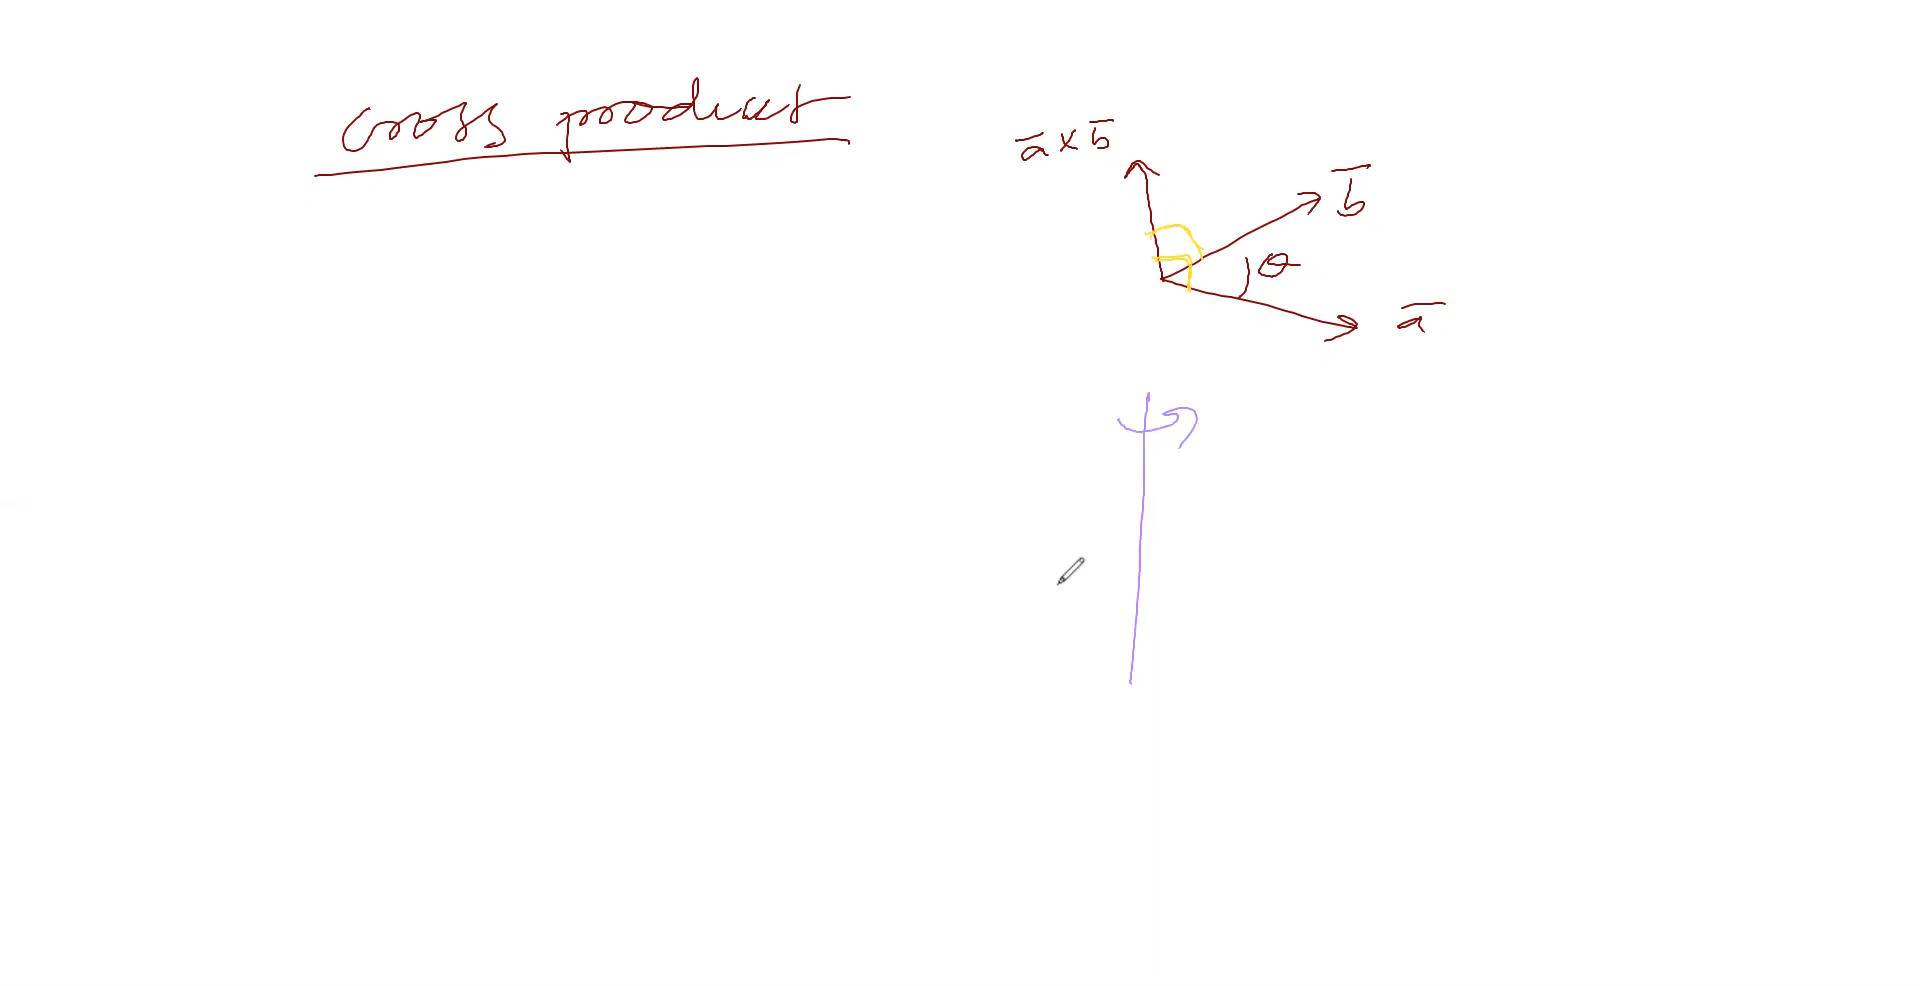 cross product
a̅ × b̅
b̅
θ
a̅